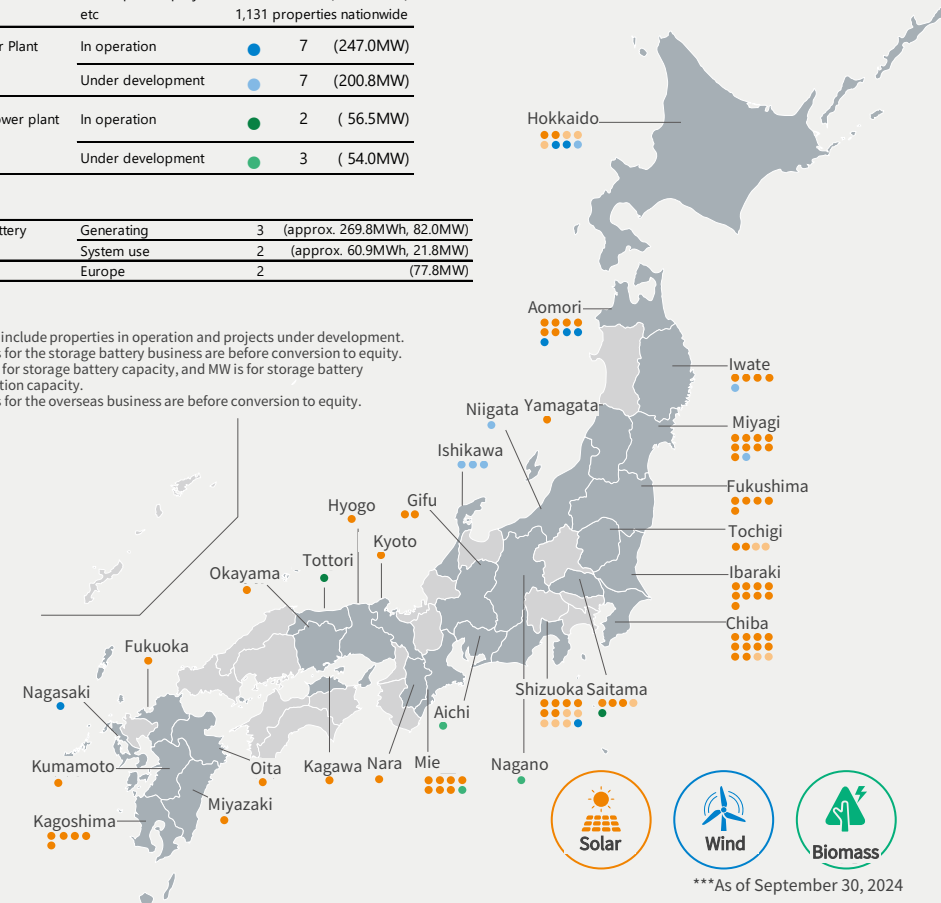 etc 1,131 properties nationwide
r Plant In operation 7 (247.0MW)
Under development 7 (200.8MW)
ower plant In operation 2 ( 56.5MW)
Under development 3 ( 54.0MW)
ttery Generating 3 (approx. 269.8MWh, 82.0MW)
System use 2 (approx. 60.9MWh, 21.8MW)
Europe 2 (77.8MW)
include properties in operation and projects under development.
s for the storage battery business are before conversion to equity.
for storage battery capacity, and MW is for storage battery
tion capacity.
s for the overseas business are before conversion to equity.
Hokkaido
Aomori
Iwate
Niigata Yamagata
Miyagi
Ishikawa
Fukushima
Hyogo Gifu
Tochigi
Kyoto
Tottori
Okayama
Ibaraki
Chiba
Fukuoka
Nagasaki
Shizuoka Saitama
Aichi
Kumamoto Oita Kagawa Nara Mie Nagano
Miyazaki
Kagoshima
Solar Wind Biomass
***As of September 30, 2024